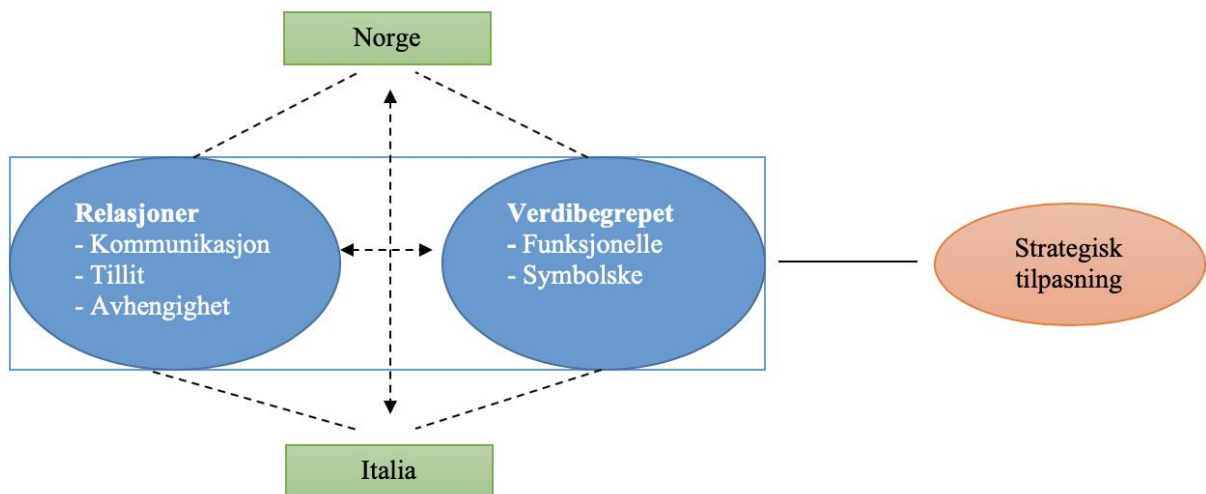 Norge
Relasjoner
- Kommunikasjon
- Tillit
- Avhengighet
Verdibegrepet
- Funksjonelle
- Symbolske
Strategisk
tilpasning
Italia